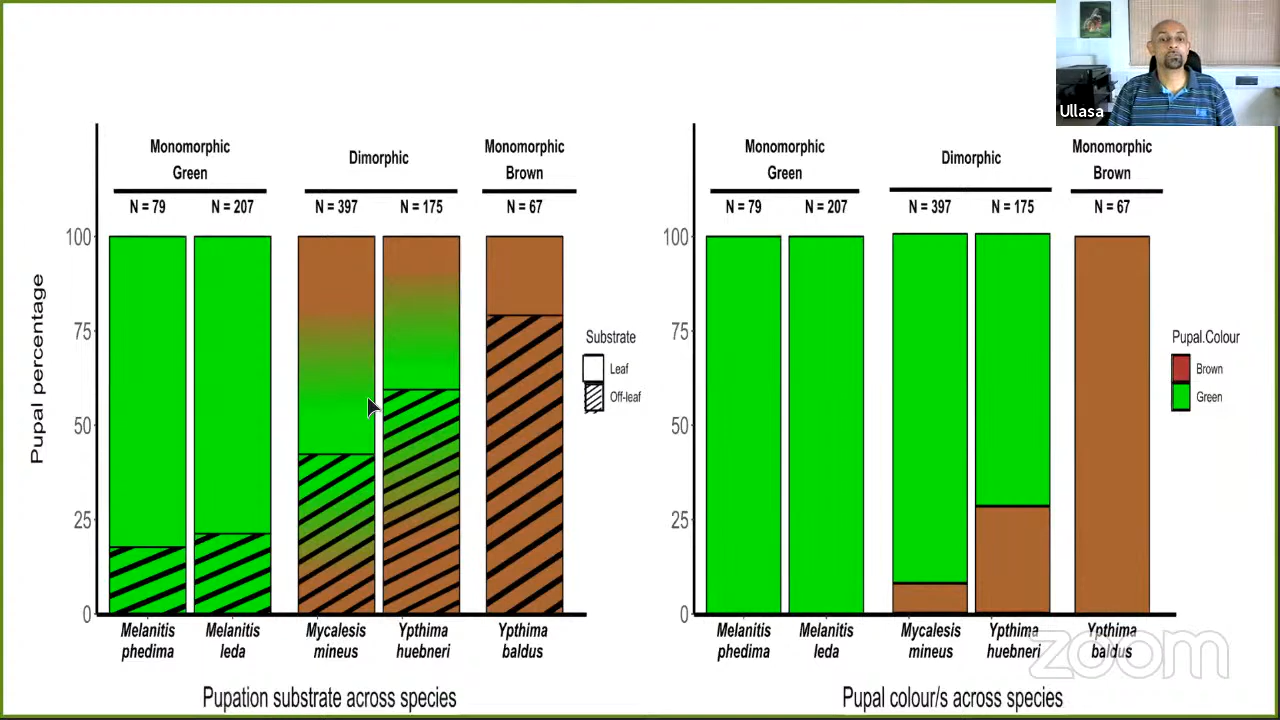 Ullasa
Monomorphic
Green
Dimorphic
Monomorphic
Brown
N = 79
N = 207
N = 397
N = 175
N = 67
100
75
50
25
0
Pupal percentage
Substrate
Leaf
Off-leaf
Melanitis
phedima
Melanitis
leda
Mycalesis
mineus
Ypthima
huebneri
Ypthima
baldus
Pupation substrate across species
Monomorphic
Green
Dimorphic
Monomorphic
Brown
N = 79
N = 207
N = 397
N = 175
N = 67
100
75
50
25
0
Pupal.Colour
Brown
Green
Melanitis
phedima
Melanitis
leda
Mycalesis
mineus
Ypthima
huebneri
Ypthima
baldus
Pupal colour/s across species
zoom